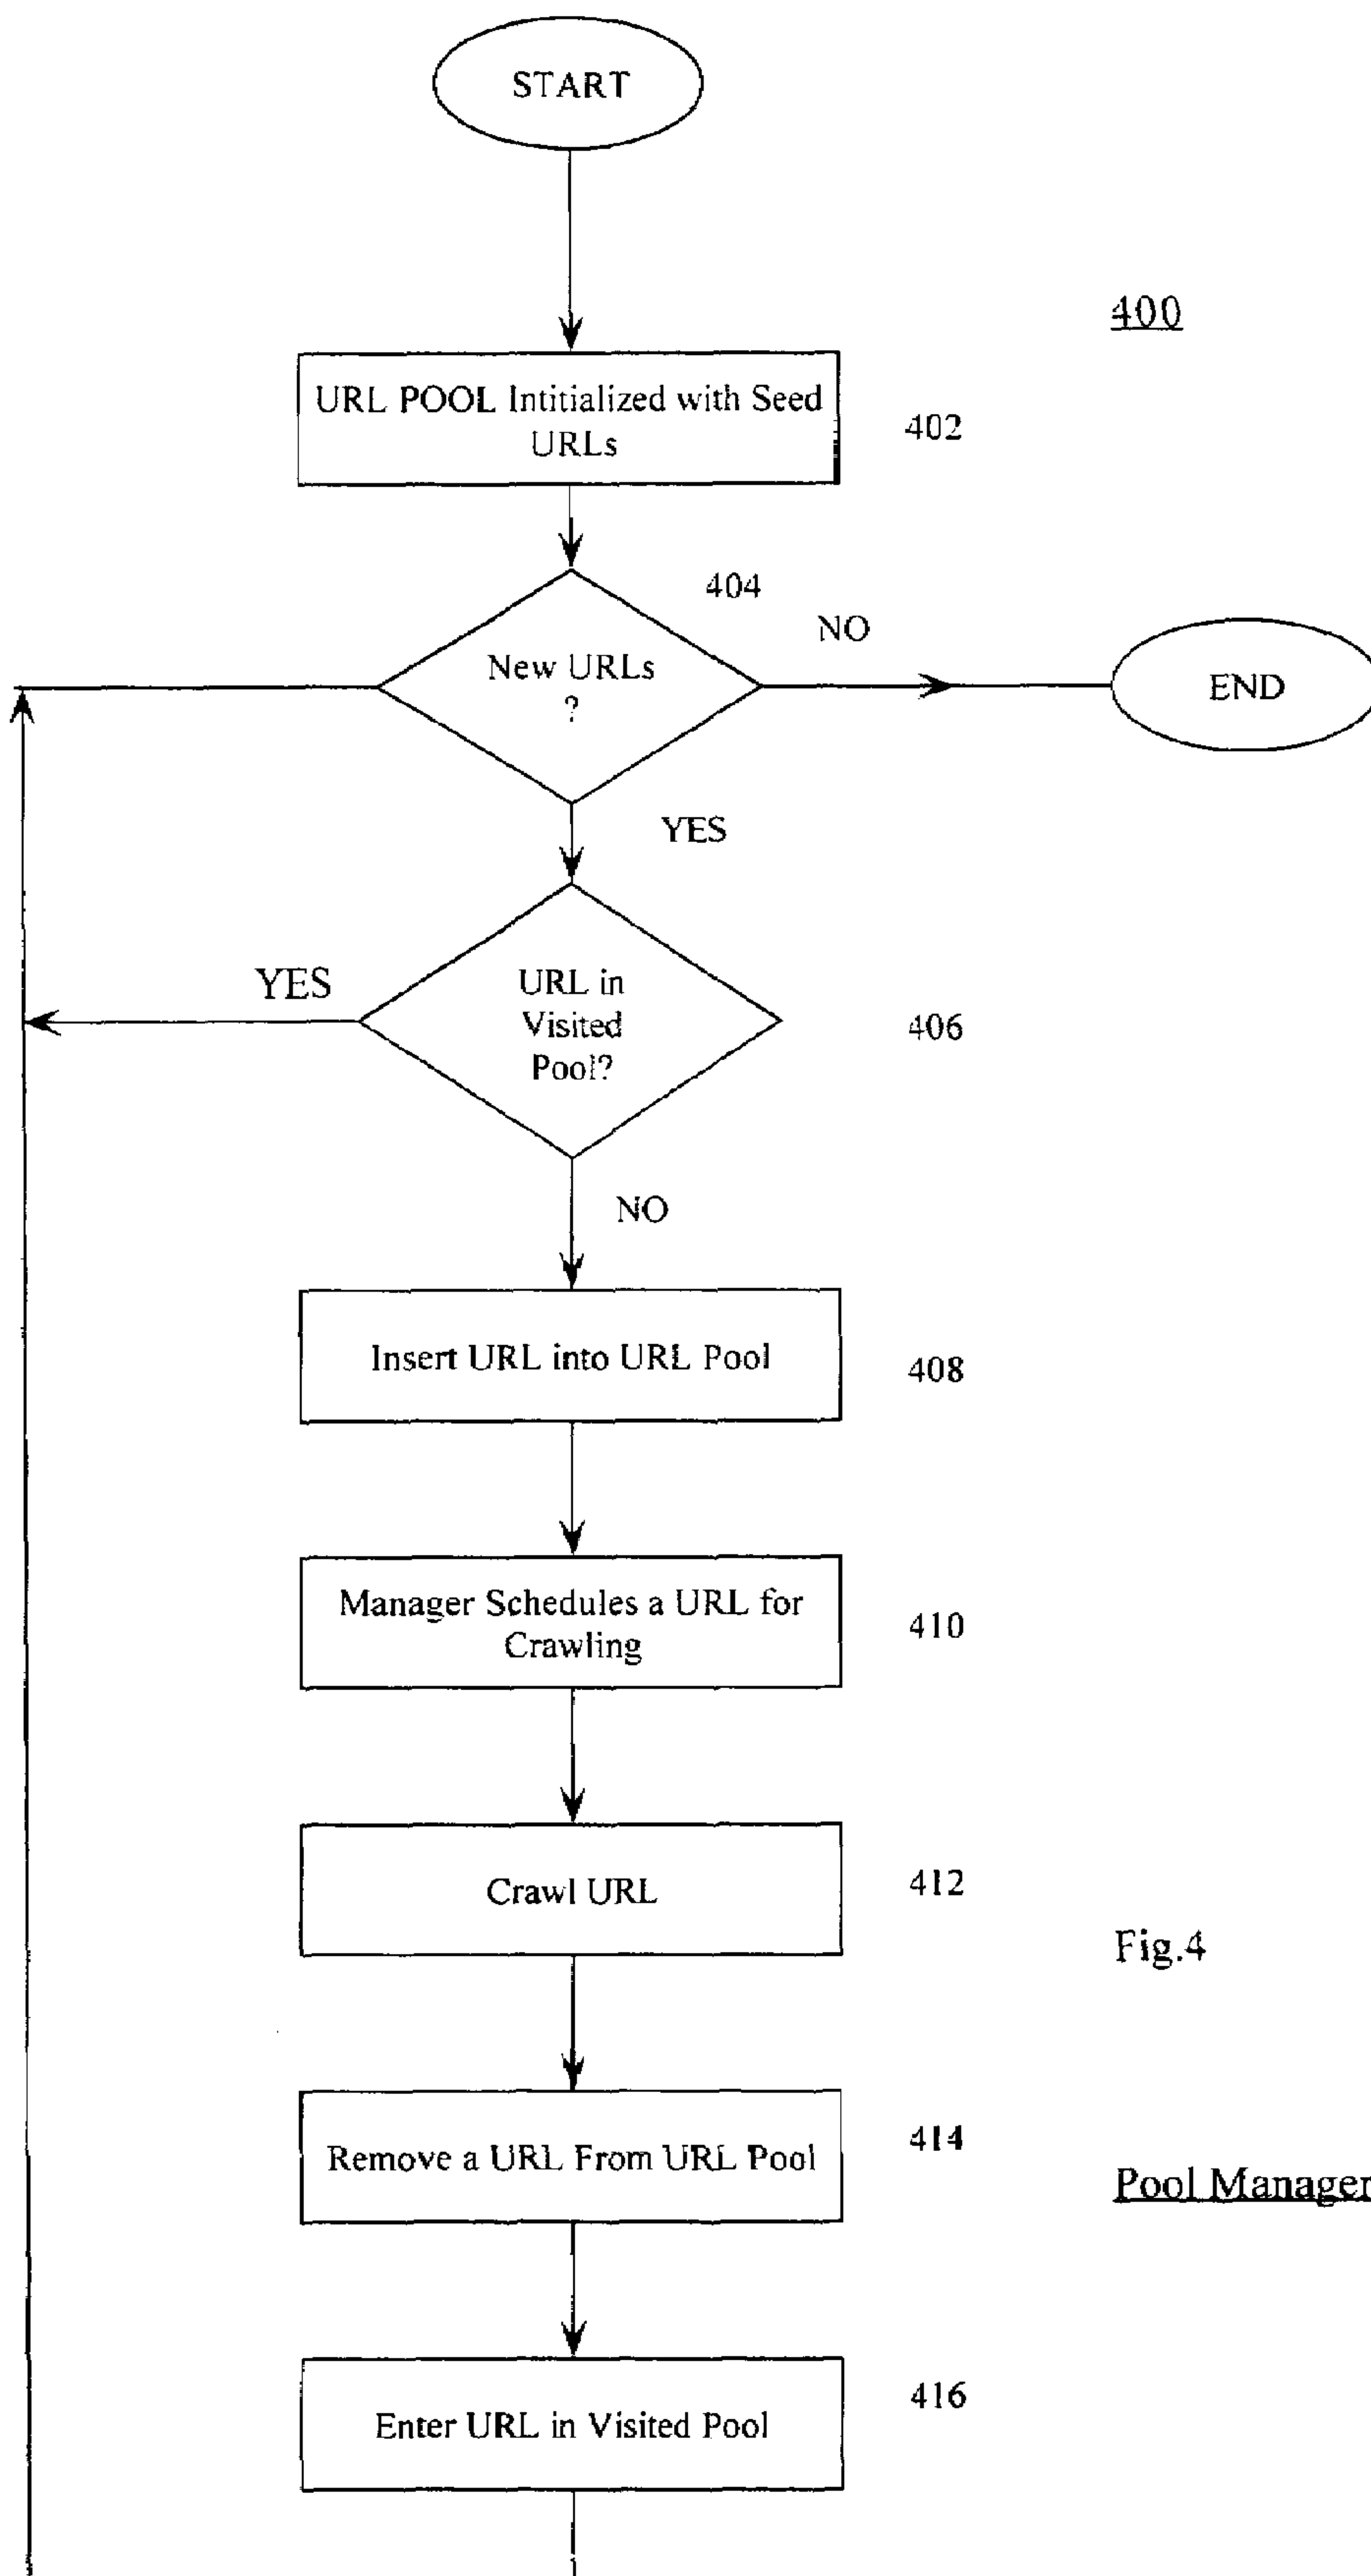 START
400
URL POOL Intitialized with Seed
URLs
402
404
New URLs
?
NO
END
YES
URL in
Visited
Pool?
YES
406
NO
Insert URL into URL Pool
408
Manager Schedules a URL for
Crawling
410
Crawl URL
412
Fig.4
Remove a URL From URL Pool
414
Pool Manager
Enter URL in Visited Pool
416